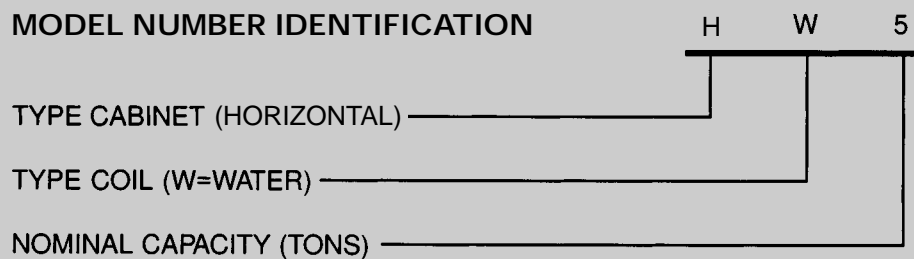 MODEL NUMBER IDENTIFICATION H W 5
TYPE CABINET (HORIZONTAL)
TYPE COIL (W=WATER)
NOMINAL CAPACITY (TONS)